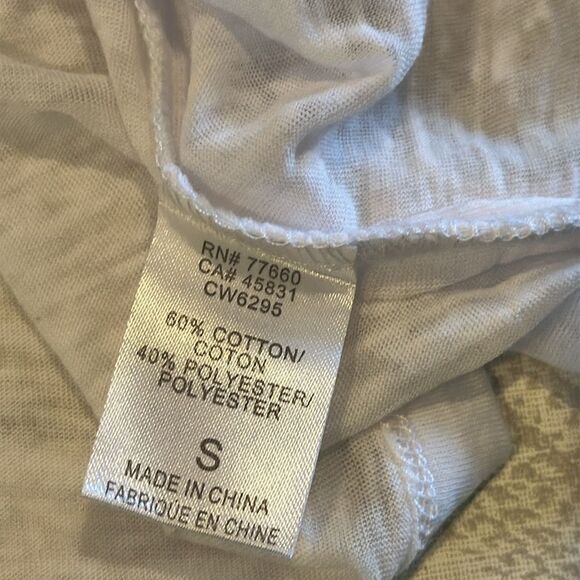 RN# 77660
CA# 45831
CW6295
60% COTTON/
COTON
40% POLYESTER/
POLYESTER
S
MADE IN CHINA
FABRIQUE EN CHINE